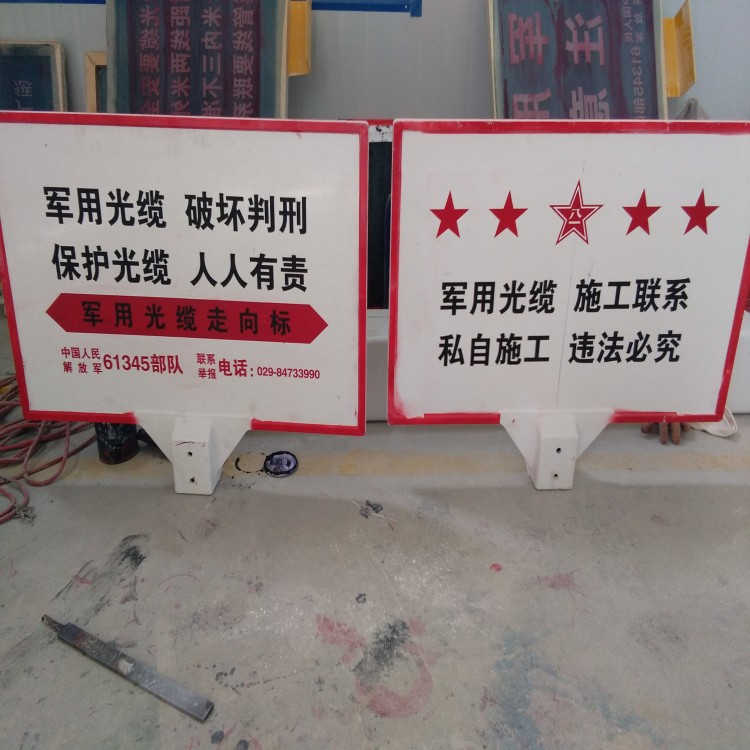 军用光缆 破坏判刑
保护光缆 人人有责
军用光缆走向标
中国人民解放军 61345部队 联系举报 电话：029-84733990
八一
军用光缆 施工联系
私自施工 违法必究